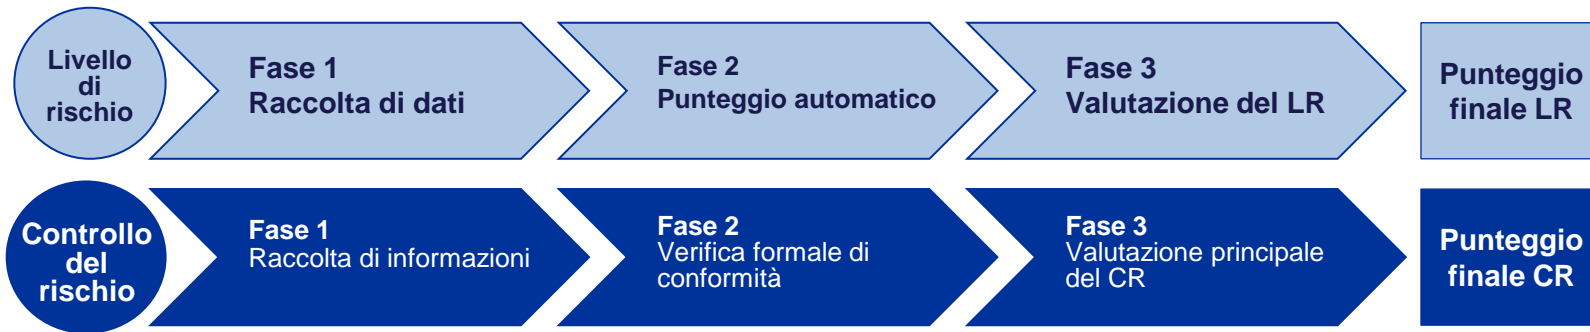 Livello
di
rischio
Fase 1
Raccolta di dati
Fase 2
Punteggio automatico
Fase 3
Valutazione del LR
Punteggio
finale LR
Controllo
del
rischio
Fase 1
Raccolta di informazioni
Fase 2
Verifica formale di
conformità
Fase 3
Valutazione principale
del CR
Punteggio
finale CR